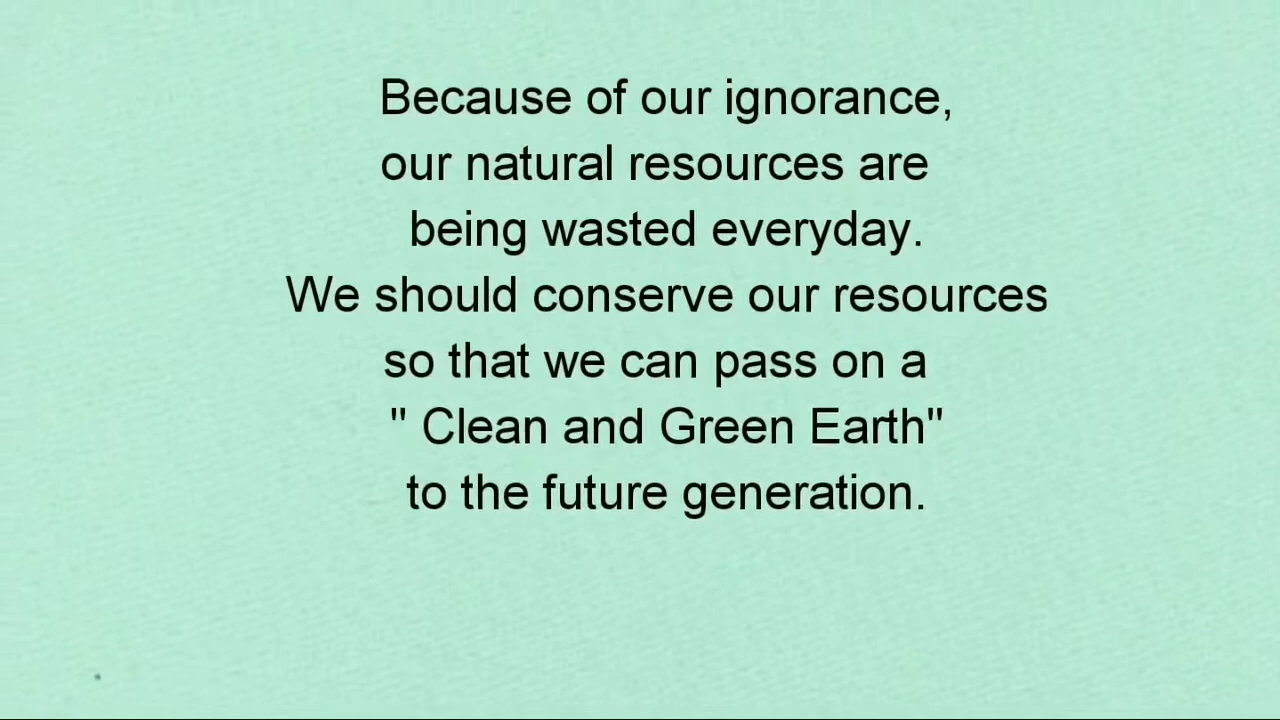 Because of our ignorance,
our natural resources are
being wasted everyday.
We should conserve our resources
so that we can pass on a
" Clean and Green Earth"
to the future generation.